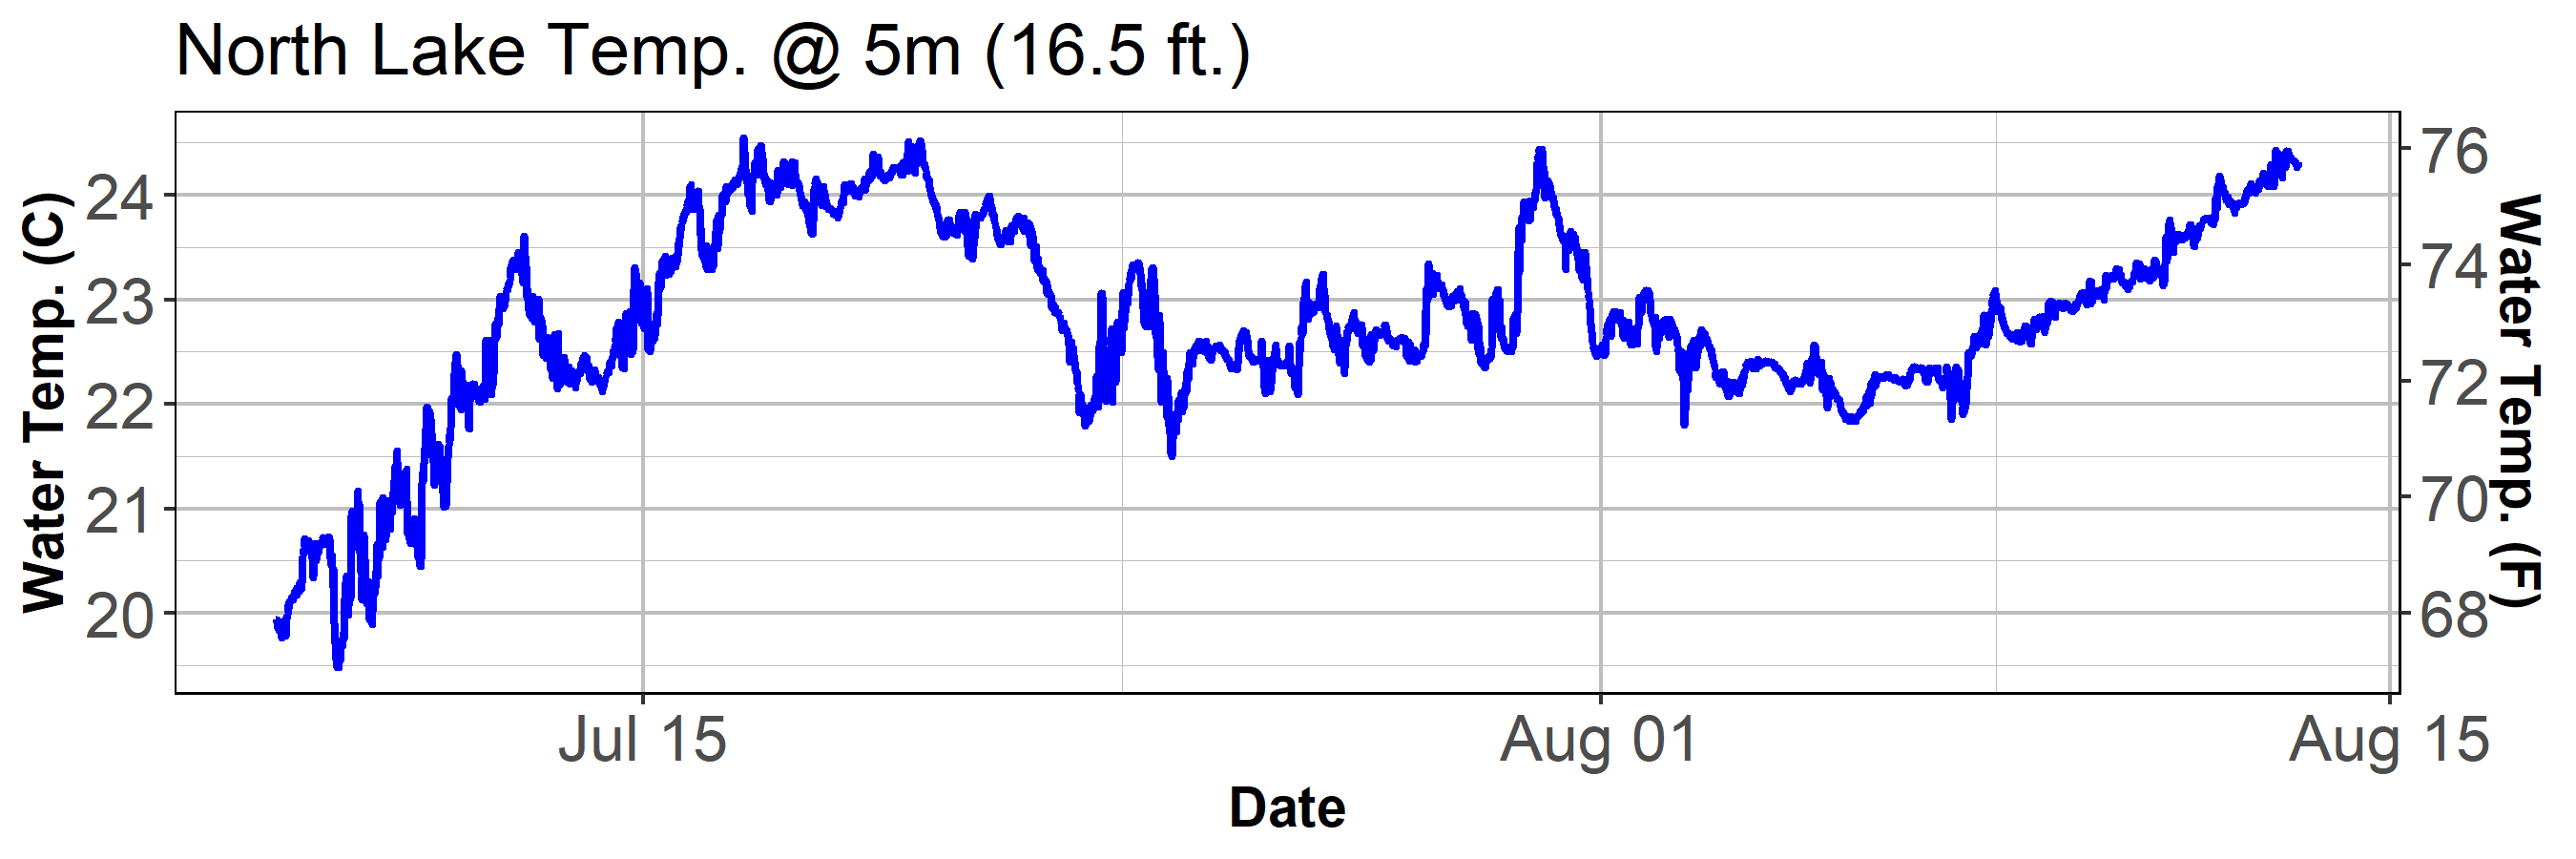 North Lake Temp. @ 5m (16.5 ft.)
Water Temp. (C)
24
23
22
21
20
76
74
72
70
68
Water Temp. (F)
Jul 15
Aug 01
Aug 15
Date